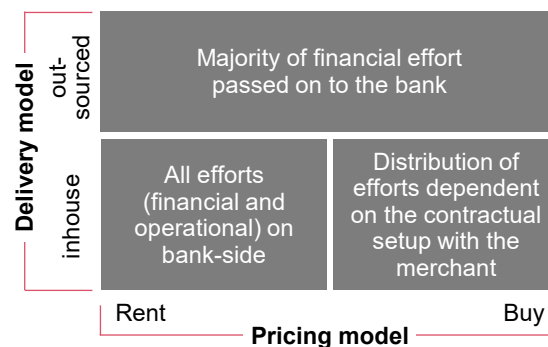 Delivery model
out-
sourced
Majority of financial effort
passed on to the bank
inhouse
All efforts
(financial and
operational) on
bank-side
Distribution of
efforts dependent
on the contractual
setup with the
merchant
Rent
Buy
Pricing model